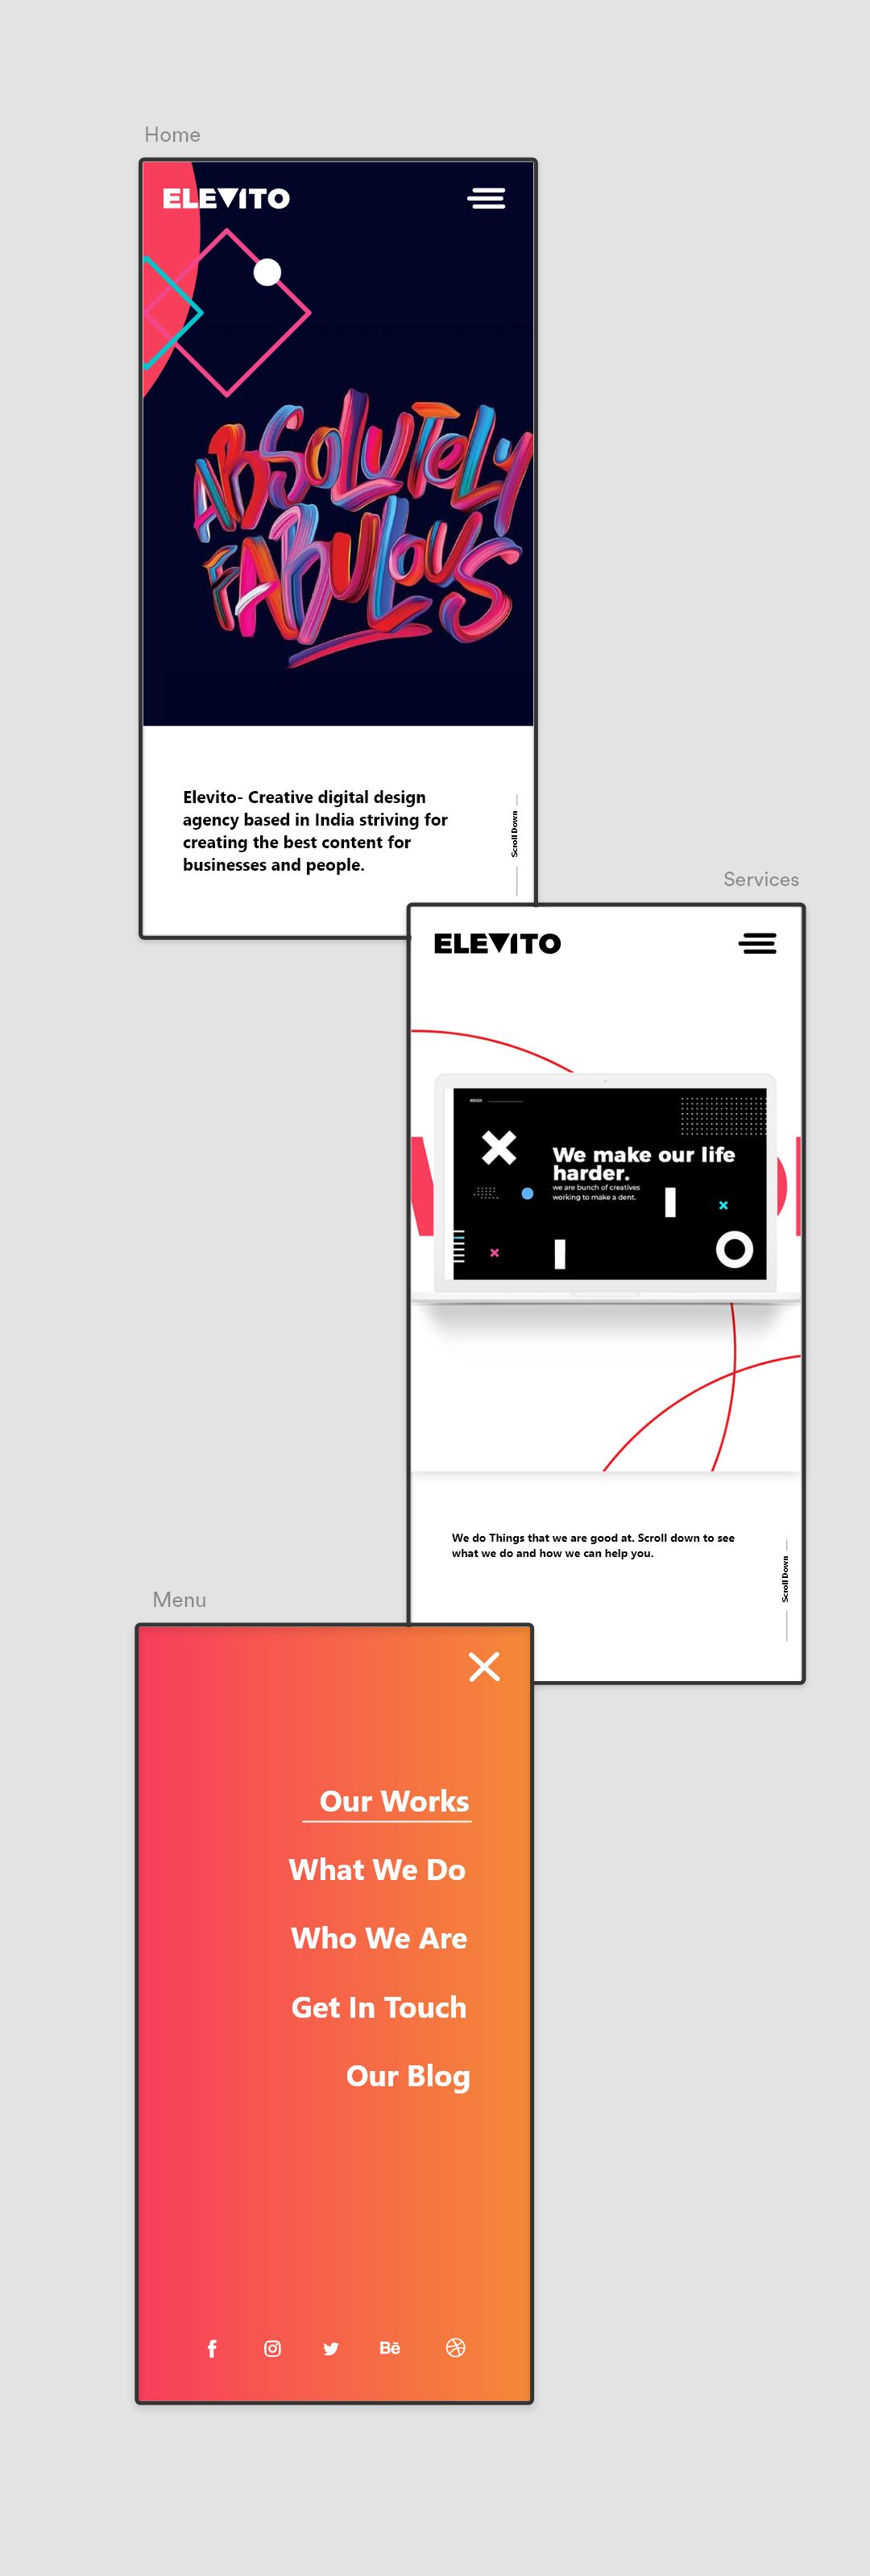 Home
ELEVITO
ABSOLUTELY
FABULOUS
Elevito- Creative digital design
agency based in India striving for
creating the best content for
businesses and people.
Scroll Down
Services
ELEVITO
We make our life
harder.
we are bunch of creatives
working to make a dent.
We do Things that we are good at. Scroll down to see
what we do and how we can help you.
Scroll Down
Menu
Our Works
What We Do
Who We Are
Get In Touch
Our Blog
Bē